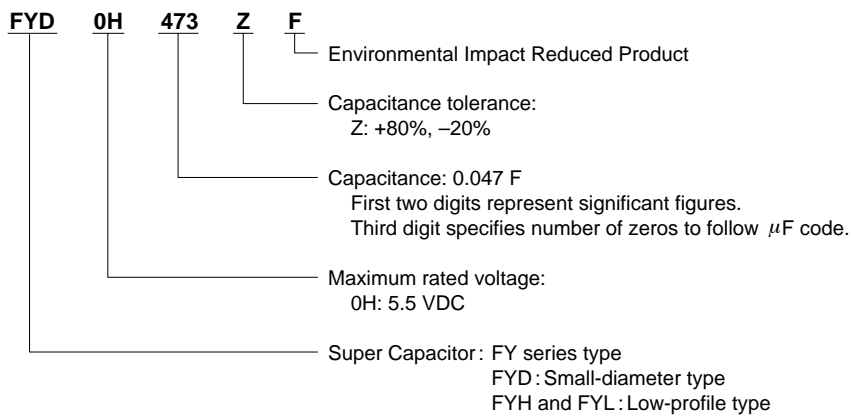 FYD 0H 473 Z F
Environmental Impact Reduced Product
Capacitance tolerance:
Z: +80%, –20%
Capacitance: 0.047 F
First two digits represent significant figures.
Third digit specifies number of zeros to follow μF code.
Maximum rated voltage:
0H: 5.5 VDC
Super Capacitor: FY series type
FYD: Small-diameter type
FYH and FYL: Low-profile type